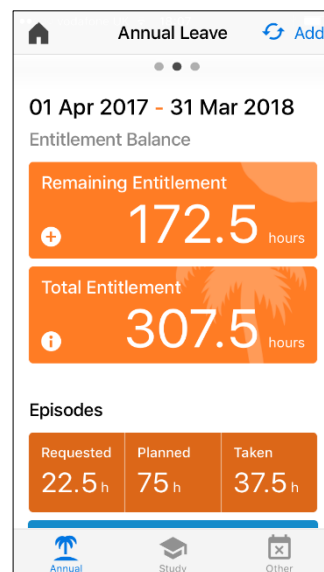 Annual Leave Add
01 Apr 2017 - 31 Mar 2018
Entitlement Balance
Remaining Entitlement
172.5 hours
Total Entitlement
307.5 hours
Episodes
Requested Planned Taken
22.5 h 75 h 37.5 h
Annual Study Other